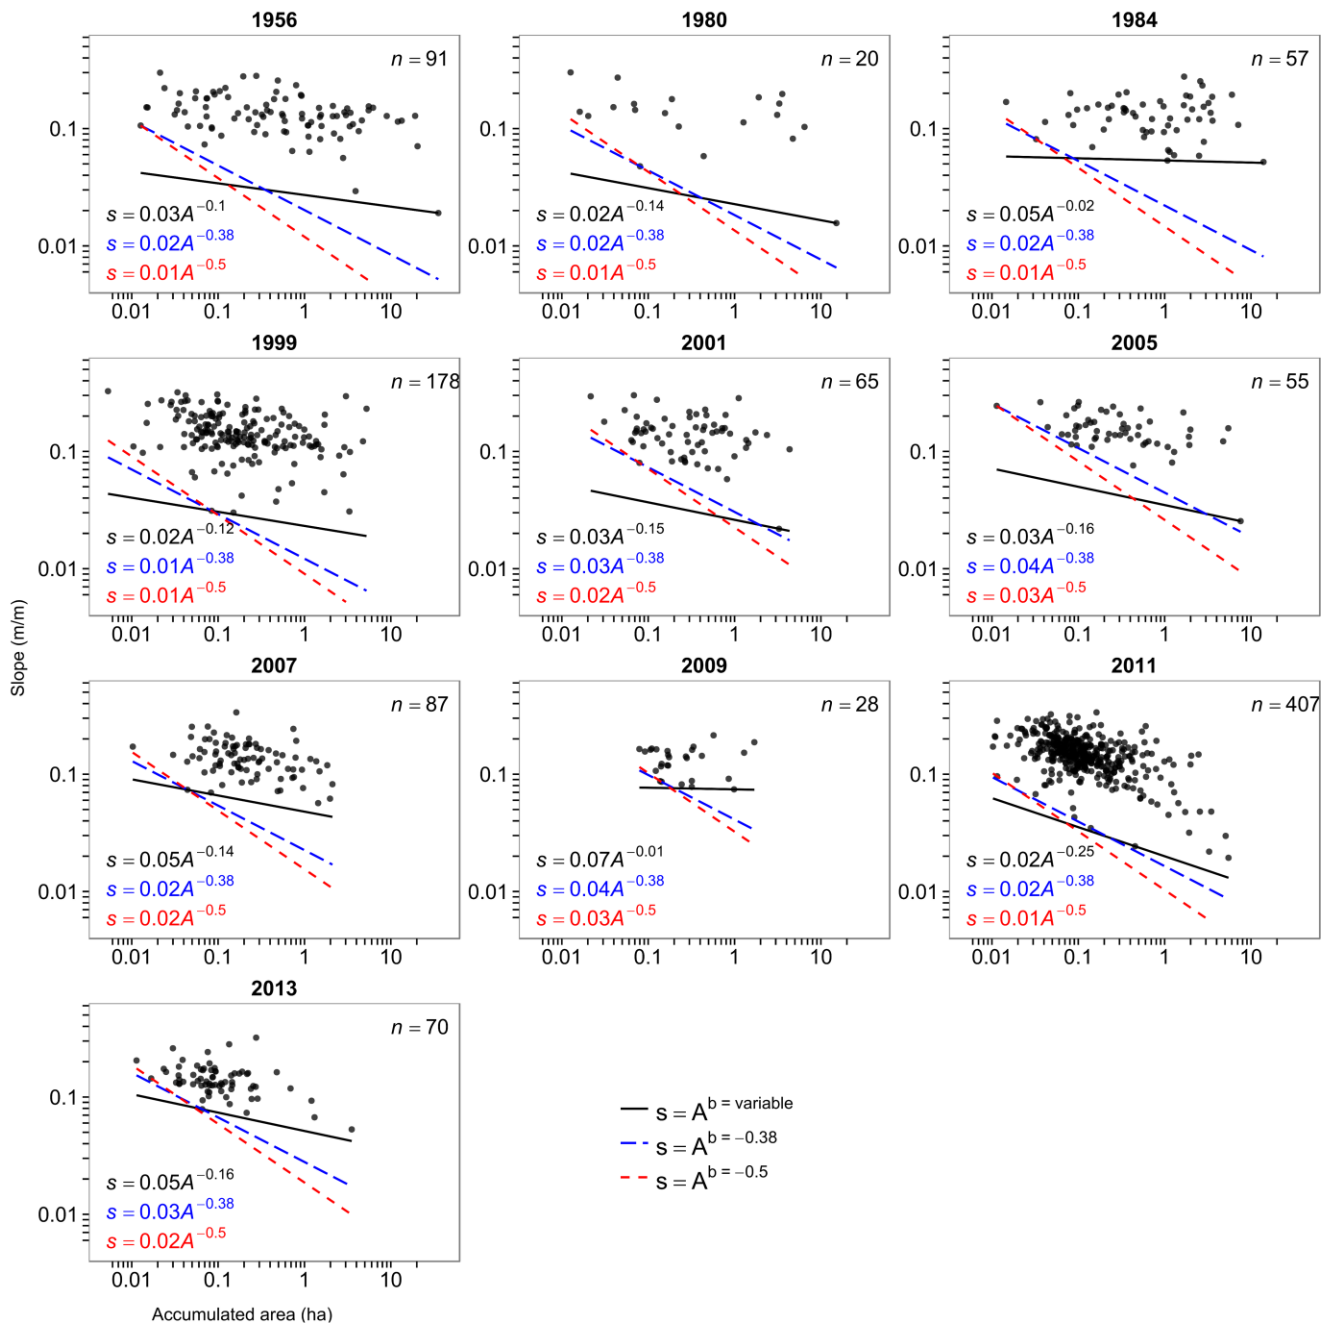 1956
n = 91
0.1
0.01
s = 0.03A^−0.1
s = 0.02A^−0.38
s = 0.01A^−0.5
0.01 0.1 1 10
1980
n = 20
0.1
0.01
s = 0.02A^−0.14
s = 0.02A^−0.38
s = 0.01A^−0.5
0.01 0.1 1 10
1984
n = 57
0.1
0.01
s = 0.05A^−0.02
s = 0.02A^−0.38
s = 0.01A^−0.5
0.01 0.1 1 10
1999
n = 178
0.1
0.01
s = 0.02A^−0.12
s = 0.01A^−0.38
s = 0.01A^−0.5
0.01 0.1 1 10
2001
n = 65
0.1
0.01
s = 0.03A^−0.15
s = 0.03A^−0.38
s = 0.02A^−0.5
0.01 0.1 1 10
2005
n = 55
0.1
0.01
s = 0.03A^−0.16
s = 0.04A^−0.38
s = 0.03A^−0.5
0.01 0.1 1 10
Slope (m/m)
2007
n = 87
0.1
0.01
s = 0.05A^−0.14
s = 0.02A^−0.38
s = 0.02A^−0.5
0.01 0.1 1 10
2009
n = 28
0.1
0.01
s = 0.07A^−0.01
s = 0.04A^−0.38
s = 0.03A^−0.5
0.01 0.1 1 10
2011
n = 407
0.1
0.01
s = 0.02A^−0.25
s = 0.02A^−0.38
s = 0.01A^−0.5
0.01 0.1 1 10
2013
n = 70
0.1
0.01
s = 0.05A^−0.16
s = 0.03A^−0.38
s = 0.02A^−0.5
0.01 0.1 1 10
s = A^b = variable
s = A^b = −0.38
s = A^b = −0.5
Accumulated area (ha)